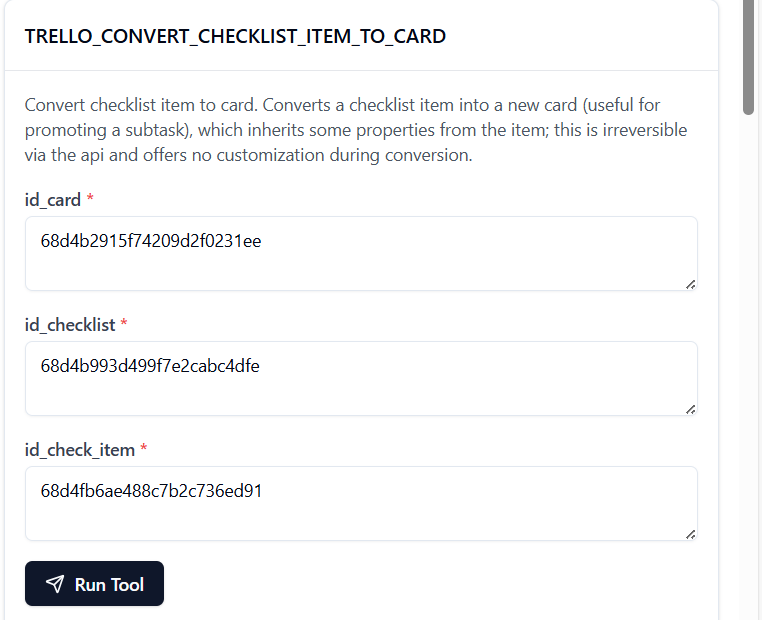 TRELLO_CONVERT_CHECKLIST_ITEM_TO_CARD
Convert checklist item to card. Converts a checklist item into a new card (useful for
promoting a subtask), which inherits some properties from the item; this is irreversible
via the api and offers no customization during conversion.
id_card *
68d4b2915f74209d2f0231ee
id_checklist *
68d4b993d499f7e2cabc4dfe
id_check_item *
68d4fb6ae488c7b2c736ed91
Run Tool